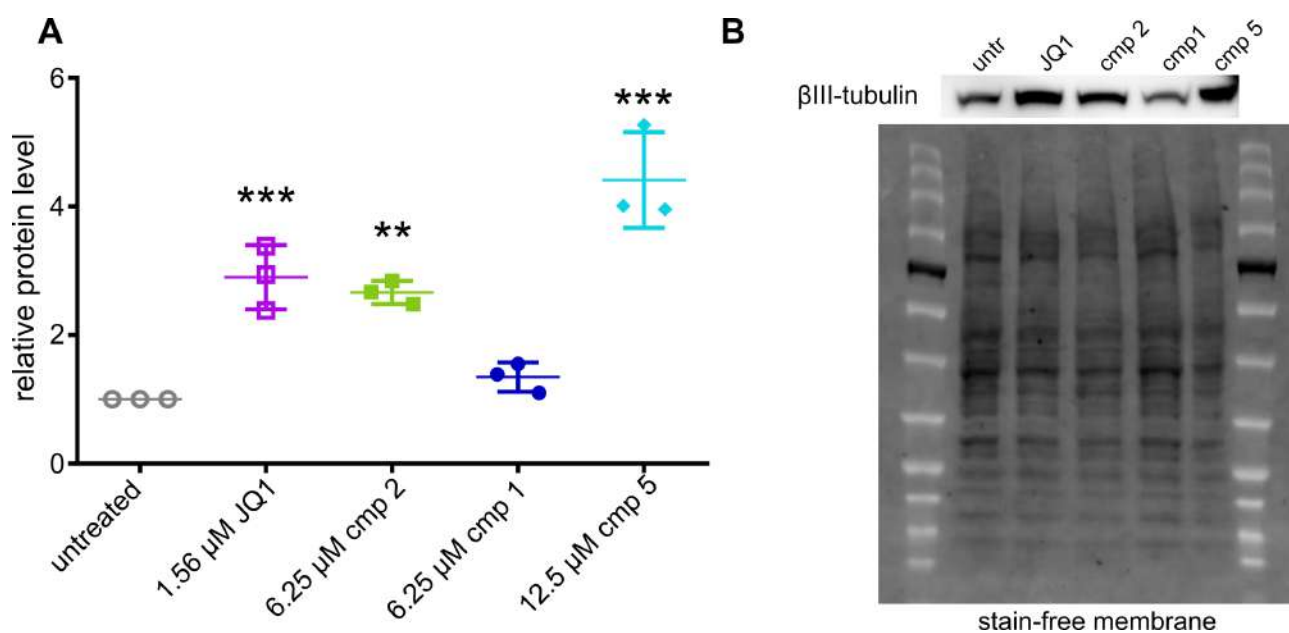 A
relative protein level
6
4
2
0
***
**
***
untreated
1.56 µM JQ1
6.25 µM cmp 2
6.25 µM cmp 1
12.5 µM cmp 5
B
untr
JQ1
cmp 2
cmp1
cmp 5
βIII-tubulin
stain-free membrane